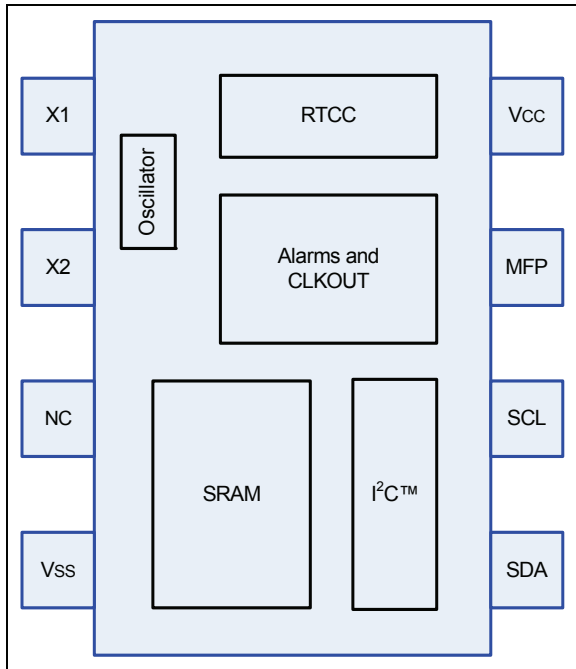 X1
RTCC
VCC
Oscillator
X2
Alarms and
CLKOUT
MFP
NC
SCL
SRAM
I²C™
VSS
SDA